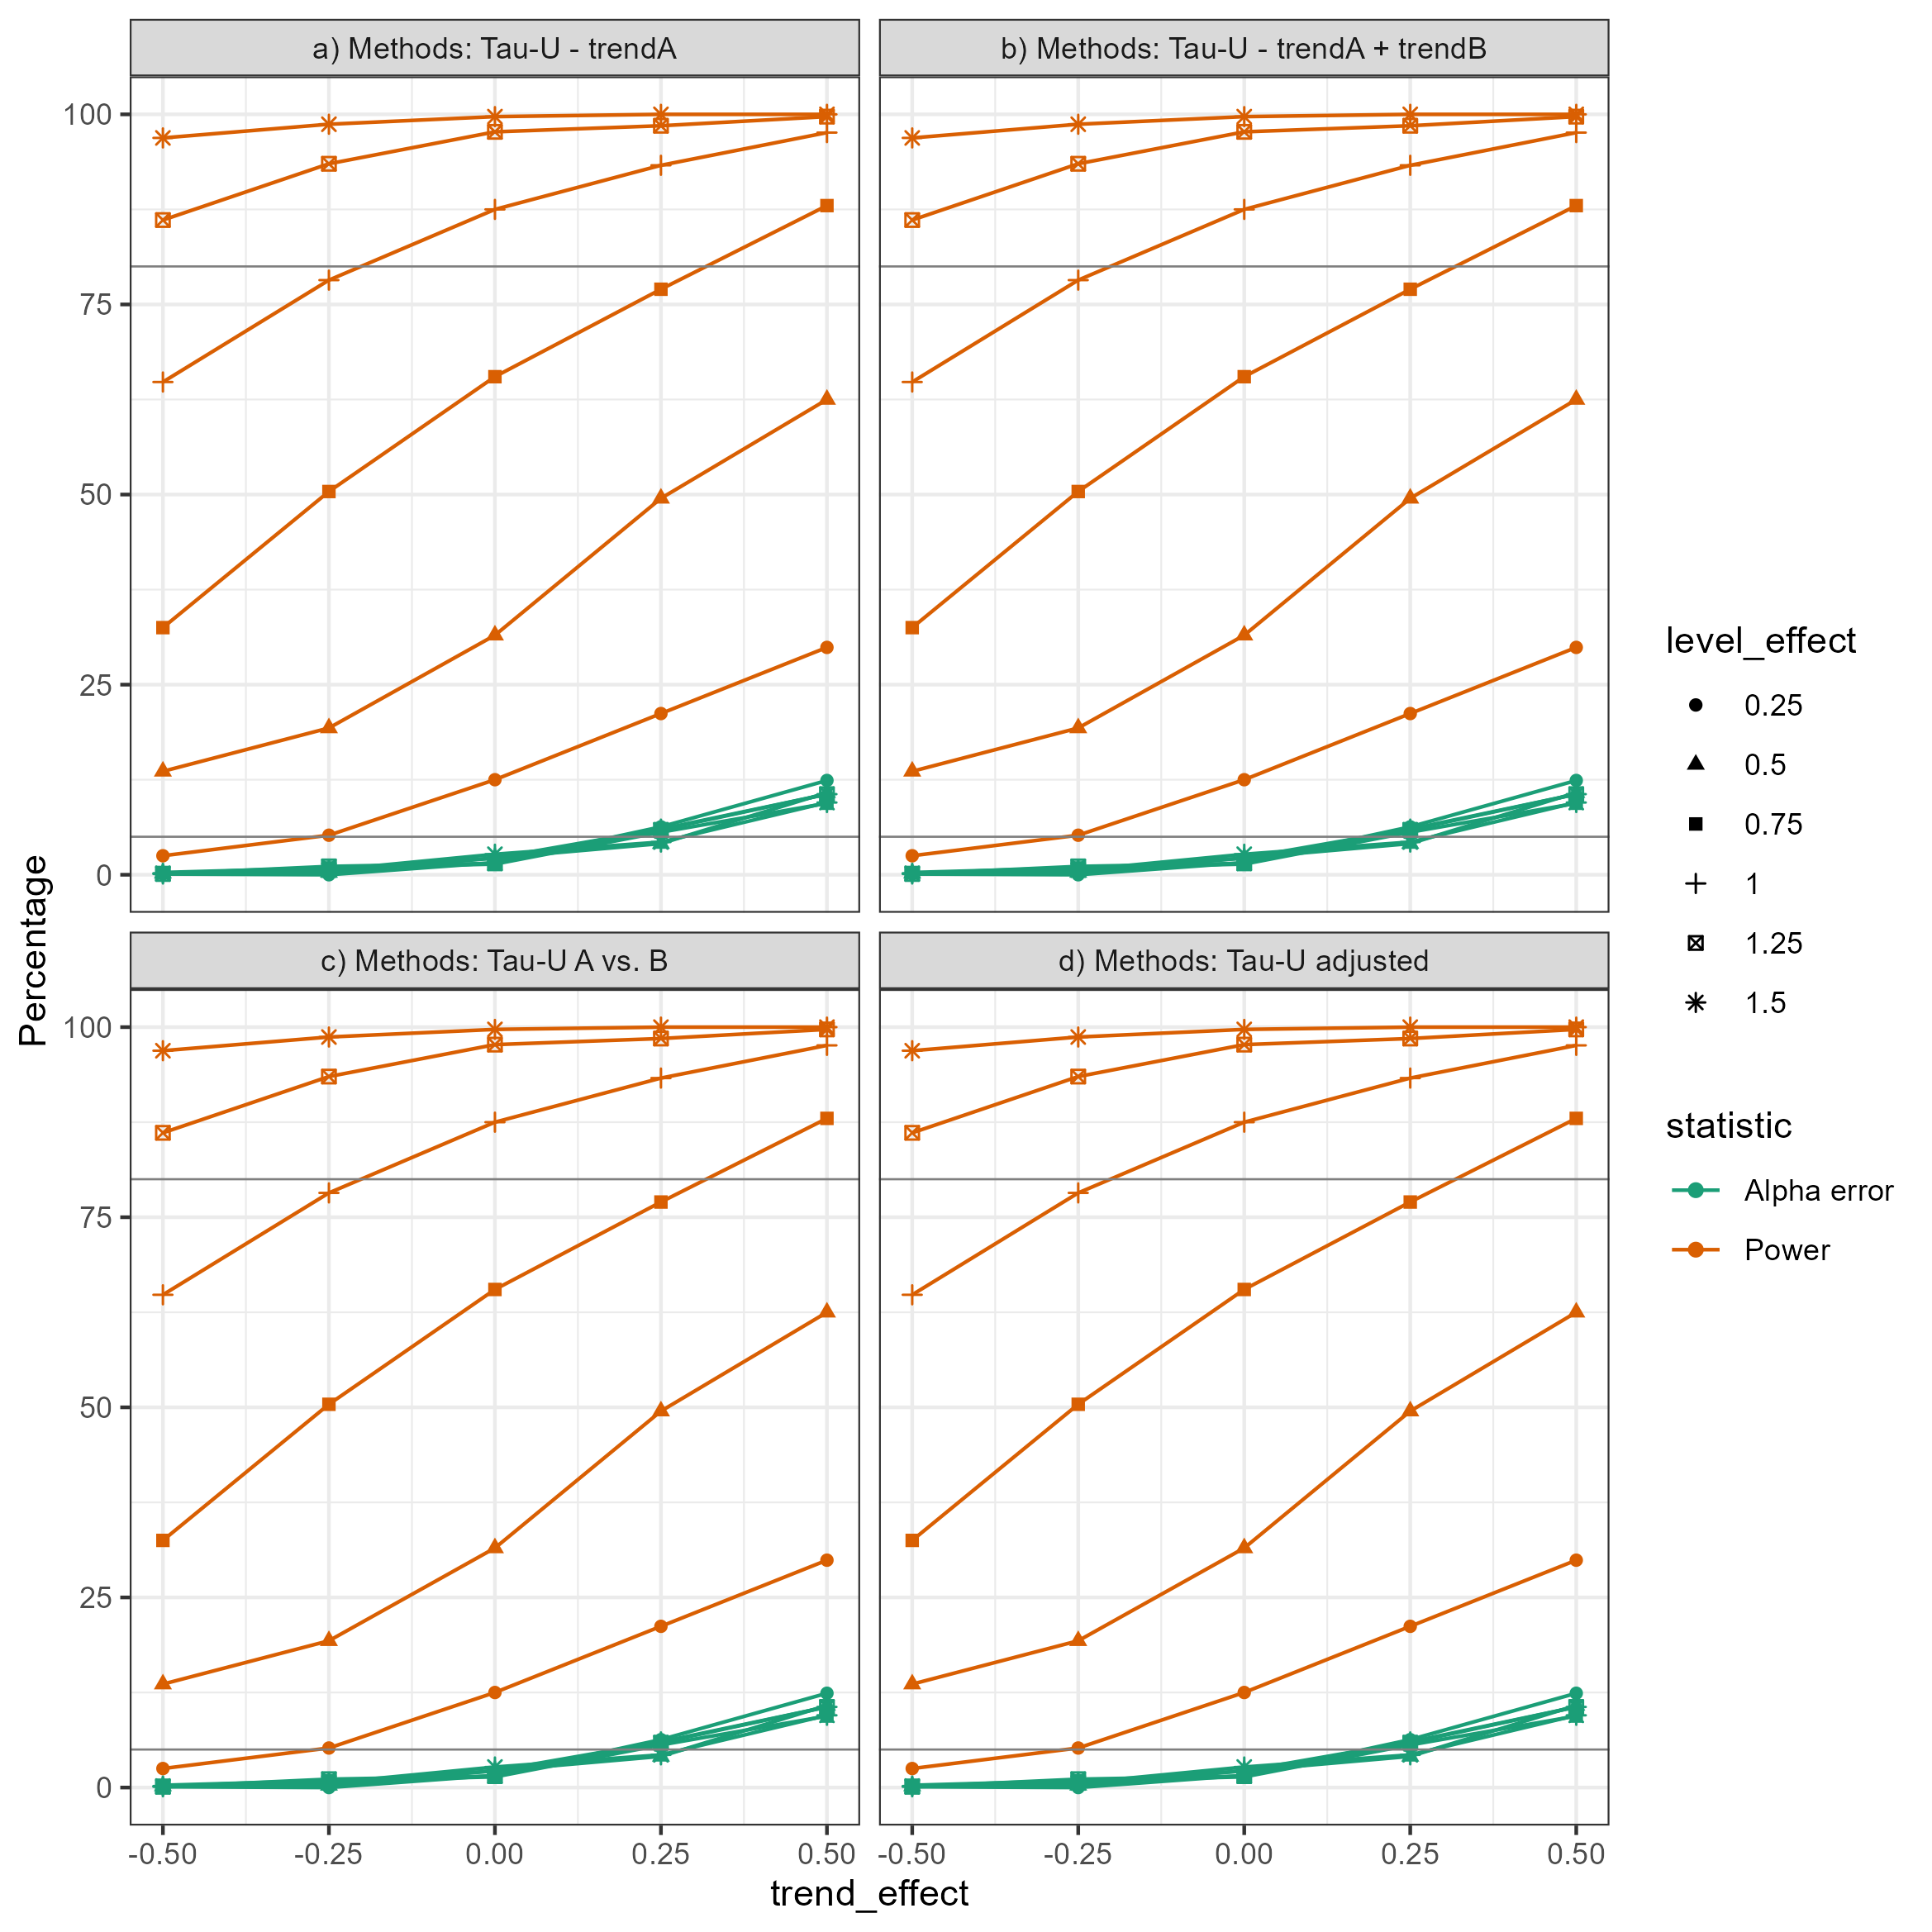 a) Methods: Tau-U - trendA
b) Methods: Tau-U - trendA + trendB
100
75
50
25
0
c) Methods: Tau-U A vs. B
d) Methods: Tau-U adjusted
100
75
50
25
0
-0.50 -0.25 0.00 0.25 0.50
-0.50 -0.25 0.00 0.25 0.50
trend_effect
Percentage
level_effect
0.25
0.5
0.75
1
1.25
1.5
statistic
Alpha error
Power